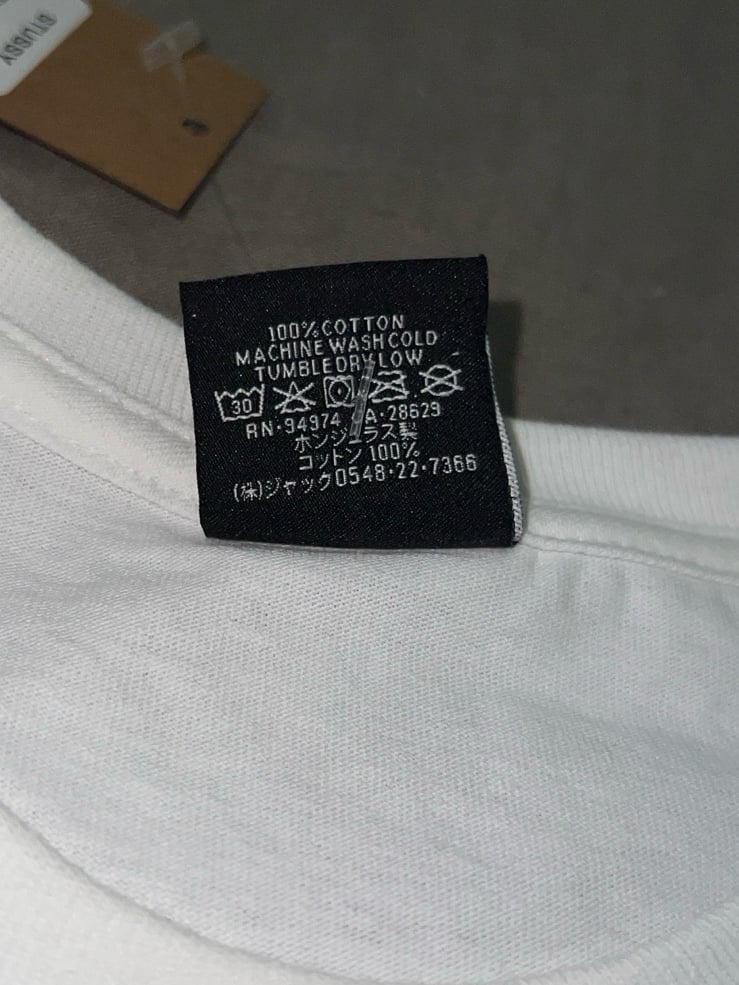 STUSSY
100% COTTON
MACHINE WASH COLD
TUMBLE DRY LOW
30
RN·94974 CA·28629
ホンジュラス製
コットン 100%
(株)ジャック0548·22·7366